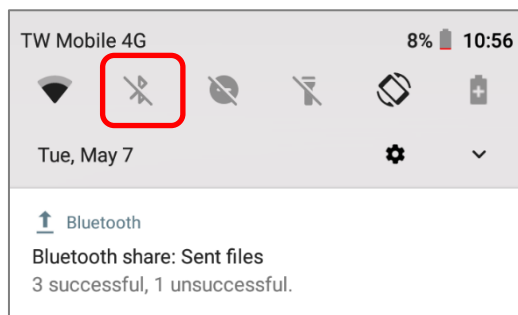 TW Mobile 4G 8% 10:56
Tue, May 7
Bluetooth
Bluetooth share: Sent files
3 successful, 1 unsuccessful.